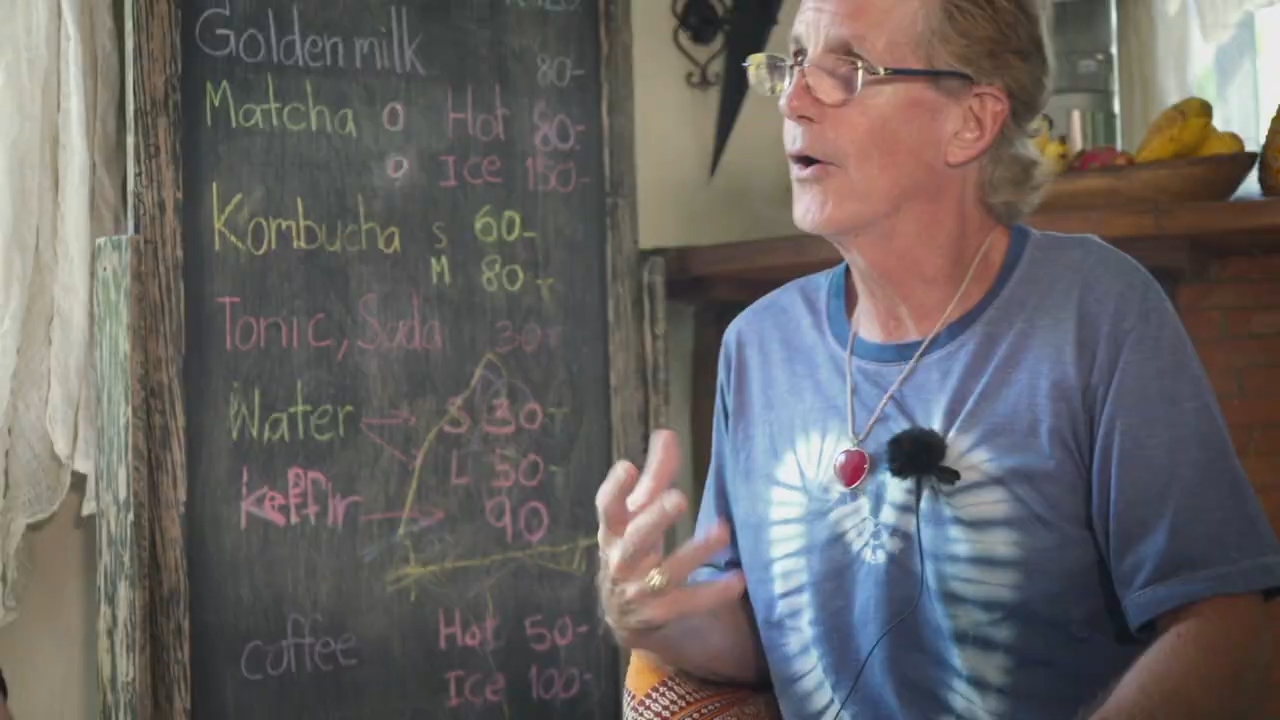 Golden milk 80-
Matcha o Hot 80-
o Ice 150-
Kombucha S 60-
M 80-
Tonic, Soda 30-
Water → S 30-
L 50-
keffir → 90
coffee Hot 50-
Ice 100-